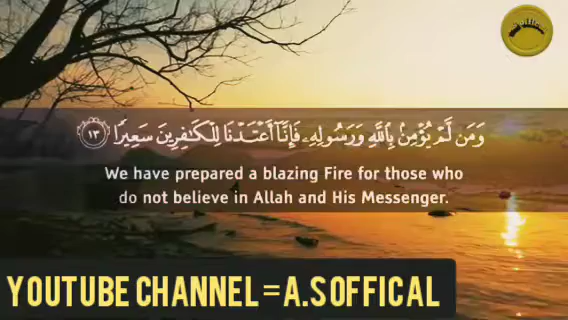 وَمَن لَّمْ يُؤْمِنۢ بِٱللَّهِ وَرَسُولِهِۦ فَإِنَّآ أَعْتَدْنَا لِلْكَـٰفِرِينَ سَعِيرًا ١٣
We have prepared a blazing Fire for those who
do not believe in Allah and His Messenger.
YOUTUBE CHANNEL = A.S OFFICAL